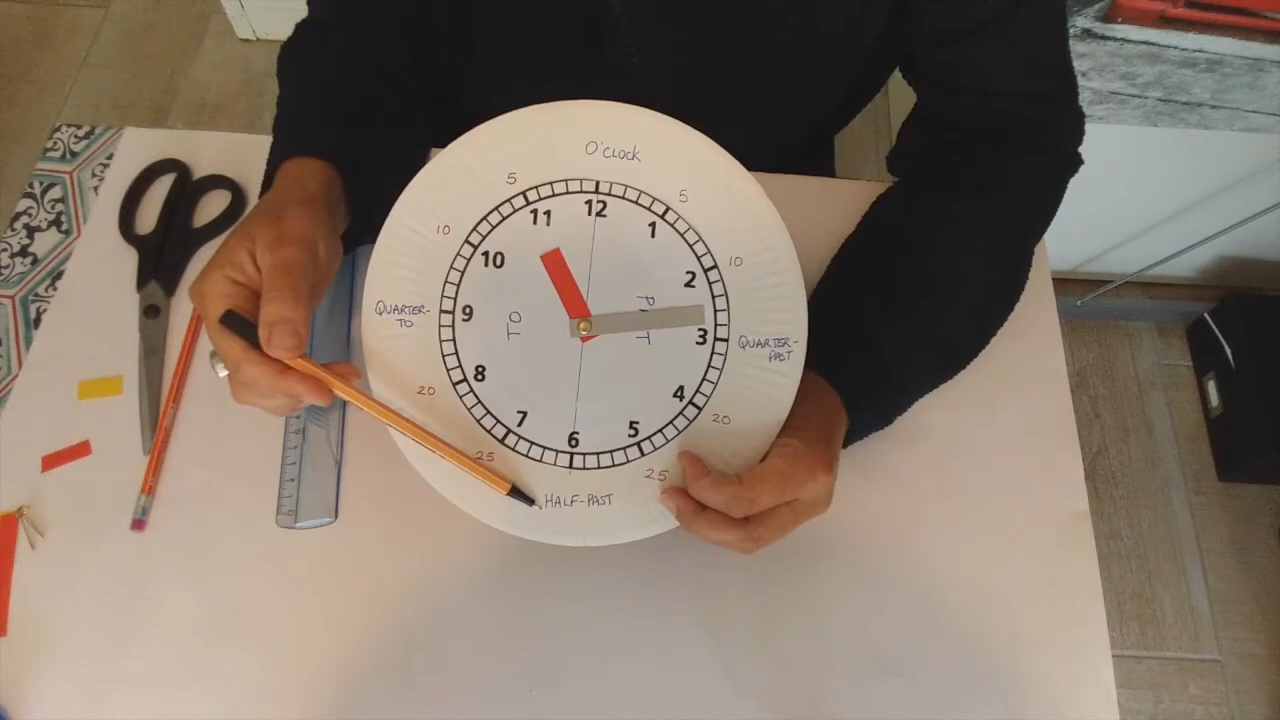 O'CLOCK
5 5
11 12 1
10 10
10 2
QUARTER-
TO
9 TO 3
QUARTER-
PAST
8 4
20 20
7 6 5
25 25
HALF-PAST